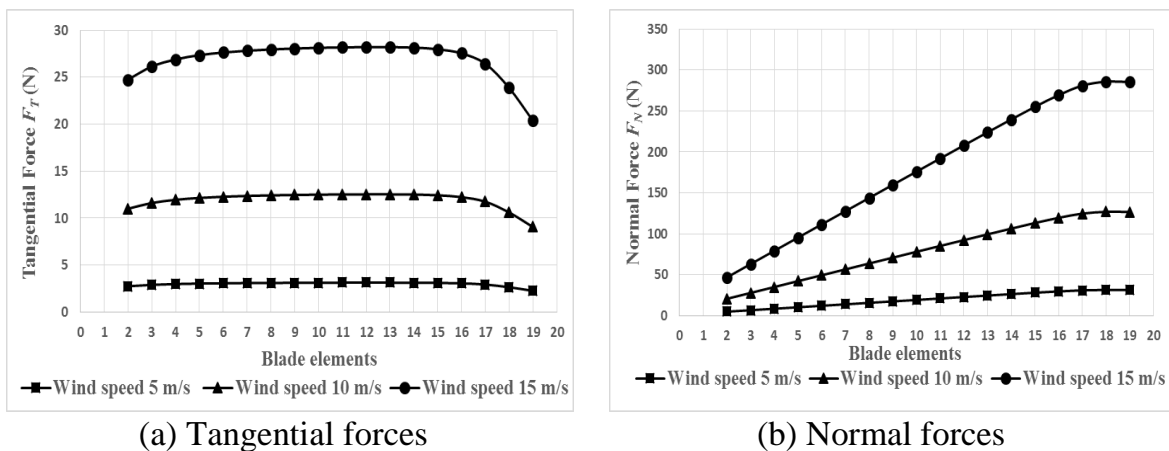 30
25
20
15
10
5
0
Tangential Force F_T (N)
0 1 2 3 4 5 6 7 8 9 10 11 12 13 14 15 16 17 18 19 20
Blade elements
Wind speed 5 m/s Wind speed 10 m/s Wind speed 15 m/s
(a) Tangential forces
350
300
250
200
150
100
50
0
Normal Force F_N (N)
0 1 2 3 4 5 6 7 8 9 10 11 12 13 14 15 16 17 18 19 20
Blade elements
Wind speed 5 m/s Wind speed 10 m/s Wind speed 15 m/s
(b) Normal forces